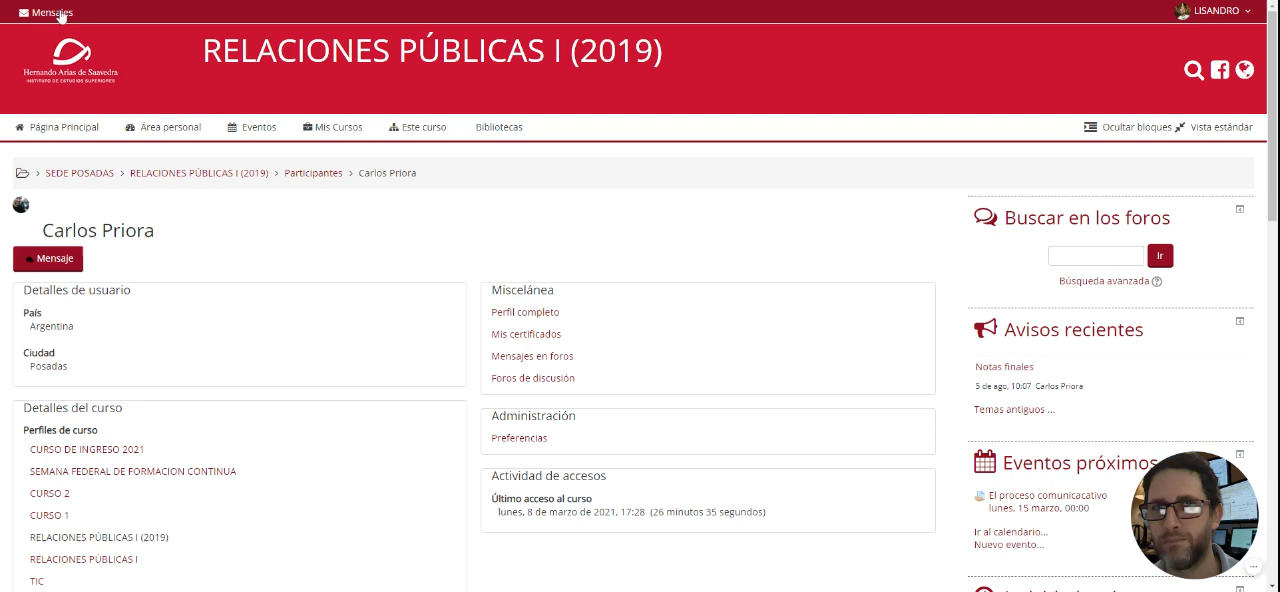 Mensajes
LISANDRO
Hernando Arias de Saavedra
INSTITUTO DE ESTUDIOS SUPERIORES
RELACIONES PÚBLICAS I (2019)
Página Principal Área personal Eventos Mis Cursos Este curso Bibliotecas Ocultar bloques Vista estándar
> SEDE POSADAS > RELACIONES PÚBLICAS I (2019) > Participantes > Carlos Priora
Carlos Priora
Mensaje
Detalles de usuario
País
Argentina
Ciudad
Posadas
Detalles del curso
Perfiles de curso
CURSO DE INGRESO 2021
SEMANA FEDERAL DE FORMACION CONTINUA
CURSO 2
CURSO 1
RELACIONES PÚBLICAS I (2019)
RELACIONES PÚBLICAS I
TIC
Miscelánea
Perfil completo
Mis certificados
Mensajes en foros
Foros de discusión
Administración
Preferencias
Actividad de accesos
Último acceso al curso
lunes, 8 de marzo de 2021, 17:28 (26 minutos 35 segundos)
Buscar en los foros
Ir
Búsqueda avanzada
Avisos recientes
Notas finales
5 de ago, 10:07 Carlos Priora
Temas antiguos ...
Eventos próximos
El proceso comunicacativo
lunes, 15 marzo, 00:00
Ir al calendario...
Nuevo evento...